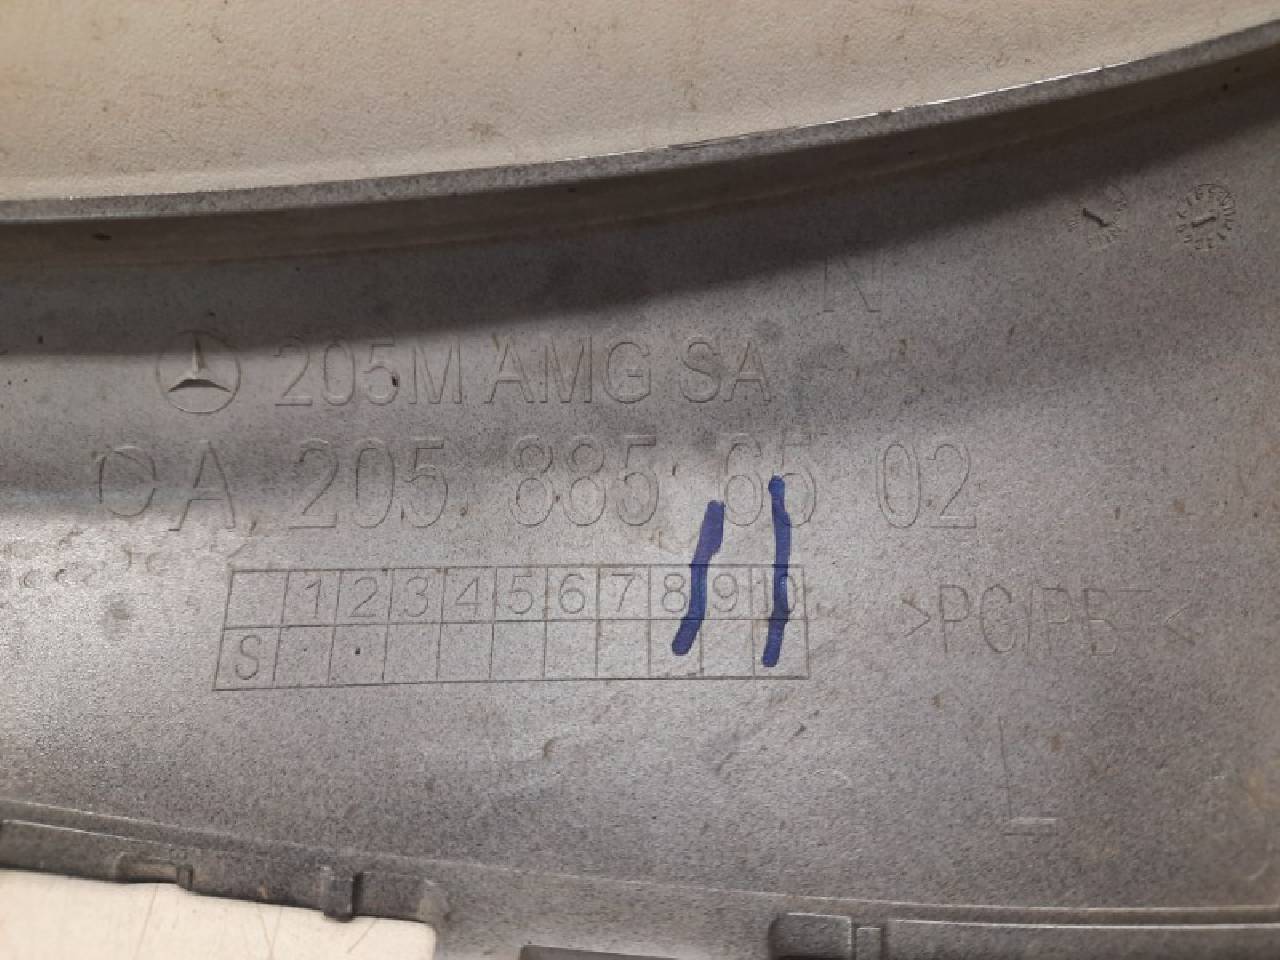 N
205M AMG SA
A 205 885 65 02
1 2 3 4 5 6 7 8 9 10
S
>PC/PBT<
L